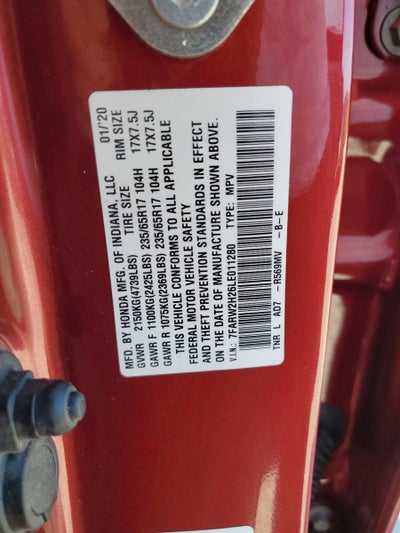 MFD. BY HONDA MFG. OF INDIANA, LLC 01/'20
GVWR 2150KG(4739LBS) TIRE SIZE RIM SIZE
GAWR F 1100KG(2425LBS) 235/65R17 104H 17X7.5J
GAWR R 1075KG(2369LBS) 235/65R17 104H 17X7.5J
THIS VEHICLE CONFORMS TO ALL APPLICABLE
FEDERAL MOTOR VEHICLE SAFETY
AND THEFT PREVENTION STANDARDS IN EFFECT
ON THE DATE OF MANUFACTURE SHOWN ABOVE.
V.I.N.: 7FARW2H26LE011280 TYPE: MPV
TNR L AD7 -R569MV -B-E